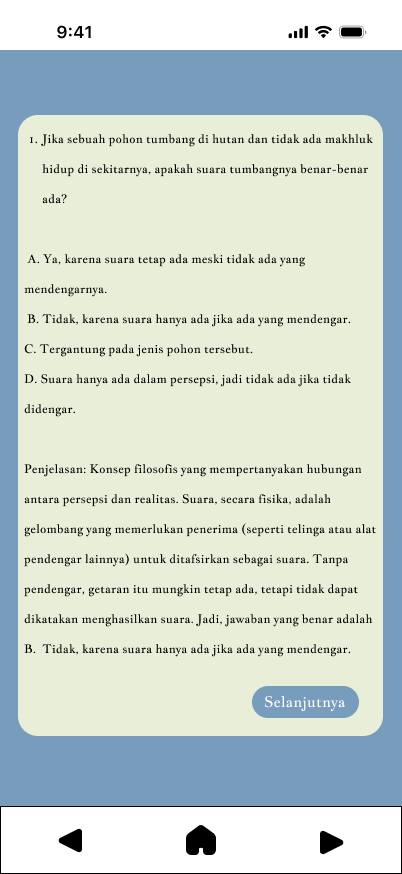 9:41
1. Jika sebuah pohon tumbang di hutan dan tidak ada makhluk
hidup di sekitarnya, apakah suara tumbangnya benar-benar
ada?
A. Ya, karena suara tetap ada meski tidak ada yang
mendengarnya.
B. Tidak, karena suara hanya ada jika ada yang mendengar.
C. Tergantung pada jenis pohon tersebut.
D. Suara hanya ada dalam persepsi, jadi tidak ada jika tidak
didengar.
Penjelasan: Konsep filosofis yang mempertanyakan hubungan
antara persepsi dan realitas. Suara, secara fisika, adalah
gelombang yang memerlukan penerima (seperti telinga atau alat
pendengar lainnya) untuk ditafsirkan sebagai suara. Tanpa
pendengar, getaran itu mungkin tetap ada, tetapi tidak dapat
dikatakan menghasilkan suara. Jadi, jawaban yang benar adalah
B. Tidak, karena suara hanya ada jika ada yang mendengar.
Selanjutnya